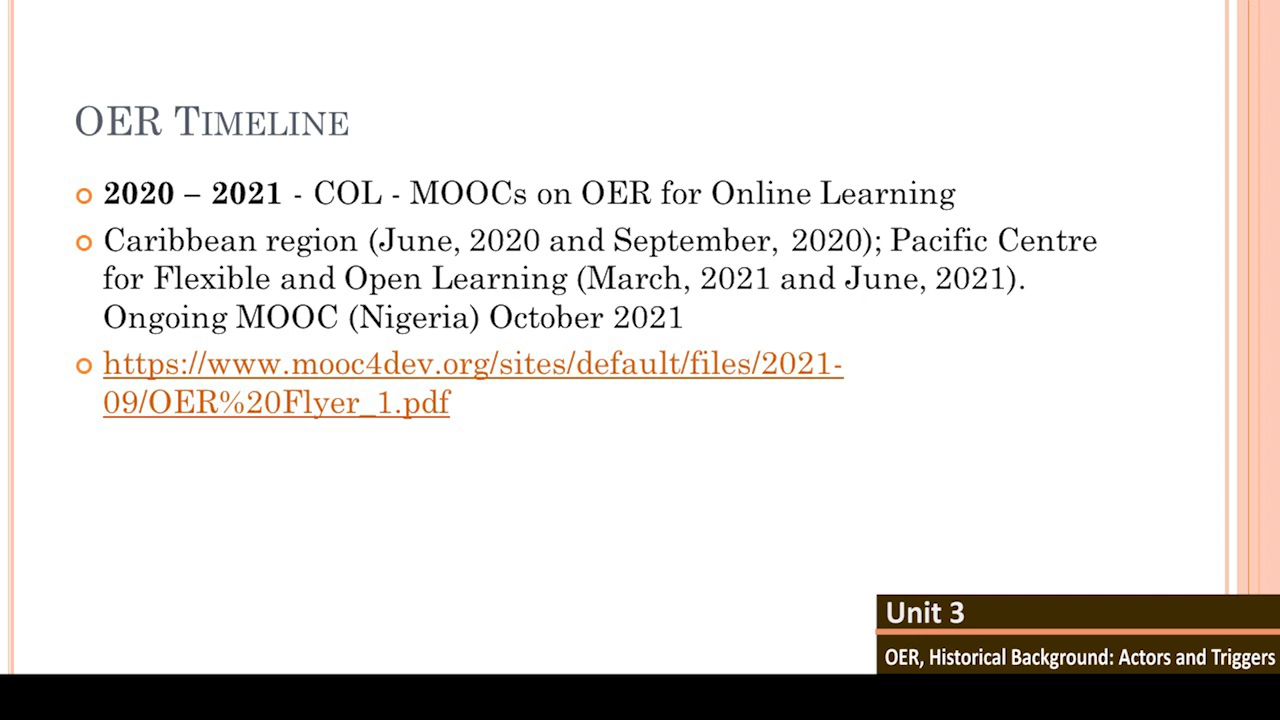 OER TIMELINE
2020 – 2021 - COL - MOOCs on OER for Online Learning
Caribbean region (June, 2020 and September, 2020); Pacific Centre
for Flexible and Open Learning (March, 2021 and June, 2021).
Ongoing MOOC (Nigeria) October 2021
https://www.mooc4dev.org/sites/default/files/2021-
09/OER%20Flyer_1.pdf
Unit 3
OER, Historical Background: Actors and Triggers